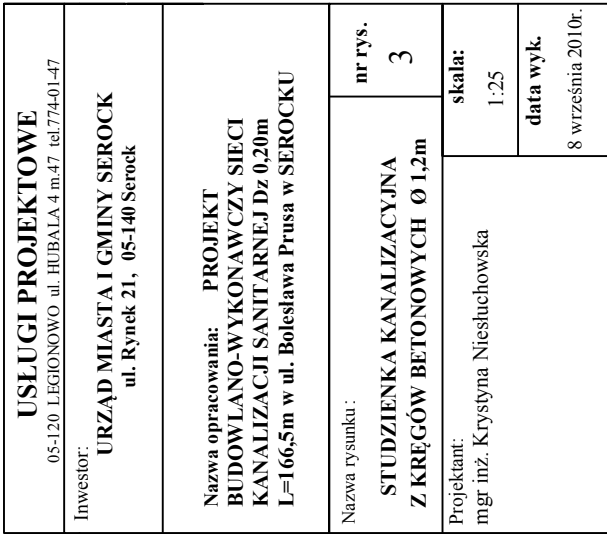 USŁUGI PROJEKTOWE
05-120 LEGIONOWO ul. HUBALA 4 m.47 tel.774-01-47
Inwestor:
URZĄD MIASTA I GMINY SEROCK
ul. Rynek 21, 05-140 Serock
Nazwa opracowania: PROJEKT
BUDOWLANO-WYKONAWCZY SIECI
KANALIZACJI SANITARNEJ Dz 0,20m
L=166,5m w ul. Bolesława Prusa w SEROCKU
Nazwa rysunku:
STUDZIENKA KANALIZACYJNA
Z KRĘGÓW BETONOWYCH Ø 1,2m
nr rys.
3
Projektant:
mgr inż. Krystyna Niesłuchowska
skala:
1:25
data wyk.
8 września 2010r.